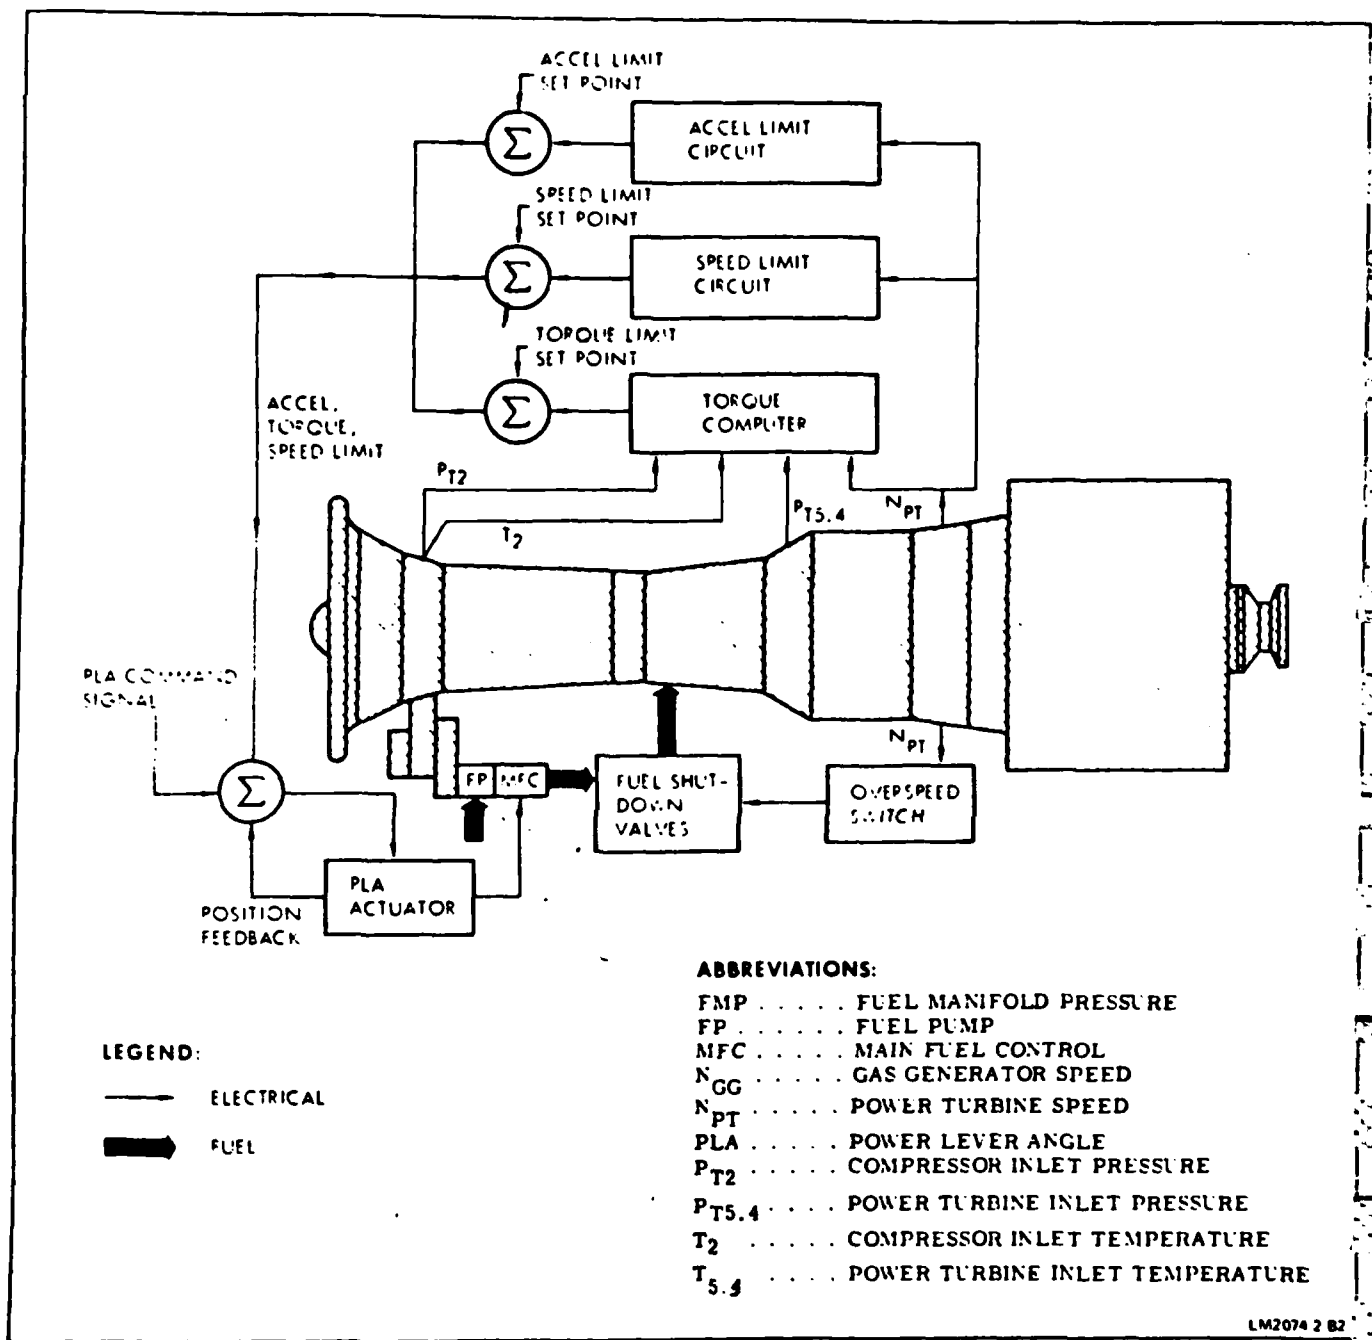 ACCEL LIMIT
SET POINT
Σ
ACCEL LIMIT
CIRCUIT
SPEED LIMIT
SET POINT
Σ
SPEED LIMIT
CIRCUIT
TORQUE LIMIT
SET POINT
Σ
TORQUE
COMPUTER
ACCEL,
TORQUE,
SPEED LIMIT
PT2
T2
PT5.4
NPT
PLA COMMAND
SIGNAL
Σ
FP
MFC
FUEL SHUT-
DOWN
VALVES
NPT
OVERSPEED
SWITCH
PLA
ACTUATOR
POSITION
FEEDBACK
LEGEND:
ELECTRICAL
FUEL
ABBREVIATIONS:
FMP . . . . . FUEL MANIFOLD PRESSURE
FP . . . . . . FUEL PUMP
MFC . . . . . MAIN FUEL CONTROL
NGG . . . . . GAS GENERATOR SPEED
NPT . . . . . POWER TURBINE SPEED
PLA . . . . . POWER LEVER ANGLE
PT2 . . . . . COMPRESSOR INLET PRESSURE
PT5.4 . . . . POWER TURBINE INLET PRESSURE
T2 . . . . . COMPRESSOR INLET TEMPERATURE
T5.4 . . . . POWER TURBINE INLET TEMPERATURE
LM2074 2 B2